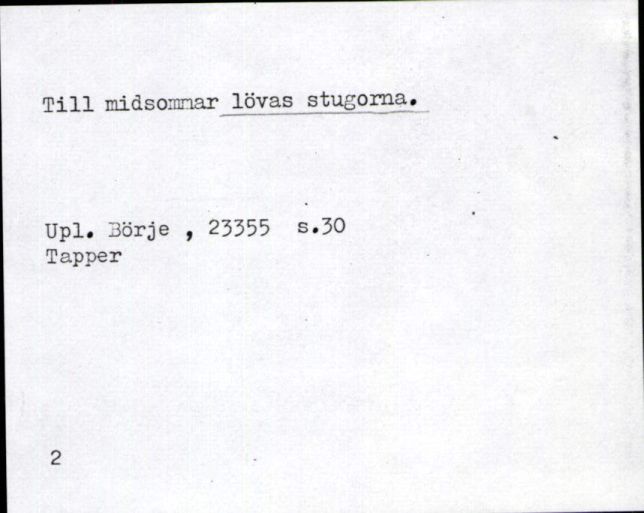 Till midsommar lövas stugorna.
Upl. Börje , 23355 s.30
Tapper
2